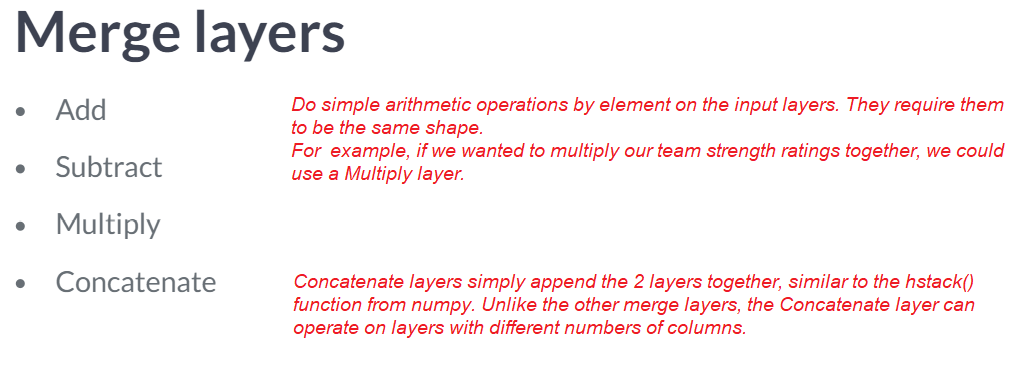 Merge layers
• Add
Do simple arithmetic operations by element on the input layers. They require them
to be the same shape.
For  example, if we wanted to multiply our team strength ratings together, we could
use a Multiply layer.
• Subtract
• Multiply
• Concatenate
Concatenate layers simply append the 2 layers together, similar to the hstack()
function from numpy. Unlike the other merge layers, the Concatenate layer can
operate on layers with different numbers of columns.